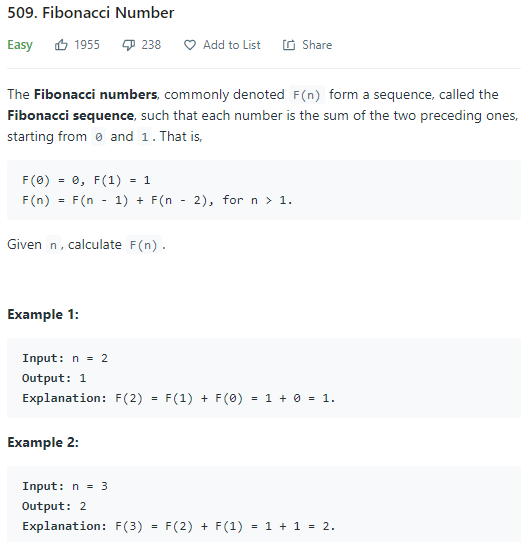 509. Fibonacci Number
Easy 1955 238 Add to List Share
The Fibonacci numbers, commonly denoted F(n) form a sequence, called the
Fibonacci sequence, such that each number is the sum of the two preceding ones,
starting from 0 and 1. That is,
F(0) = 0, F(1) = 1
F(n) = F(n - 1) + F(n - 2), for n > 1.
Given n, calculate F(n).
Example 1:
Input: n = 2
Output: 1
Explanation: F(2) = F(1) + F(0) = 1 + 0 = 1.
Example 2:
Input: n = 3
Output: 2
Explanation: F(3) = F(2) + F(1) = 1 + 1 = 2.